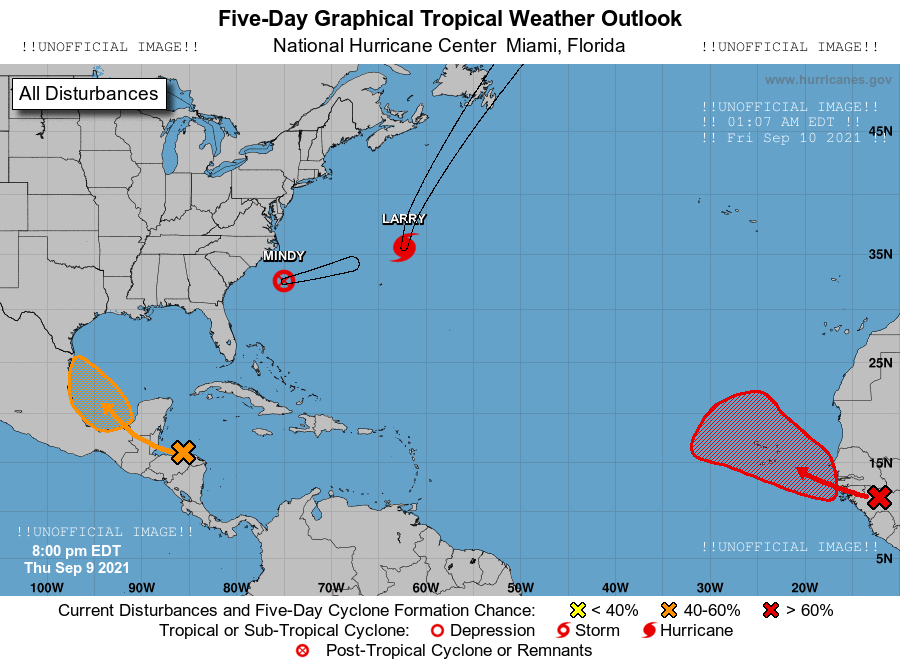 Five-Day Graphical Tropical Weather Outlook
!!UNOFFICIAL IMAGE!! National Hurricane Center Miami, Florida !!UNOFFICIAL IMAGE!!
www.hurricanes.gov
All Disturbances
!!UNOFFICIAL IMAGE!!
!! 01:07 AM EDT !!
45N
!! Fri Sep 10 2021 !!
LARRY
MINDY
35N
25N
15N
!!UNOFFICIAL IMAGE!!
8:00 pm EDT
Thu Sep 9 2021
!!UNOFFICIAL IMAGE!!
5N
100W 90W 80W 70W 60W 50W 40W 30W 20W
Current Disturbances and Five-Day Cyclone Formation Chance: < 40% 40-60% > 60%
Tropical or Sub-Tropical Cyclone: Depression Storm Hurricane
Post-Tropical Cyclone or Remnants